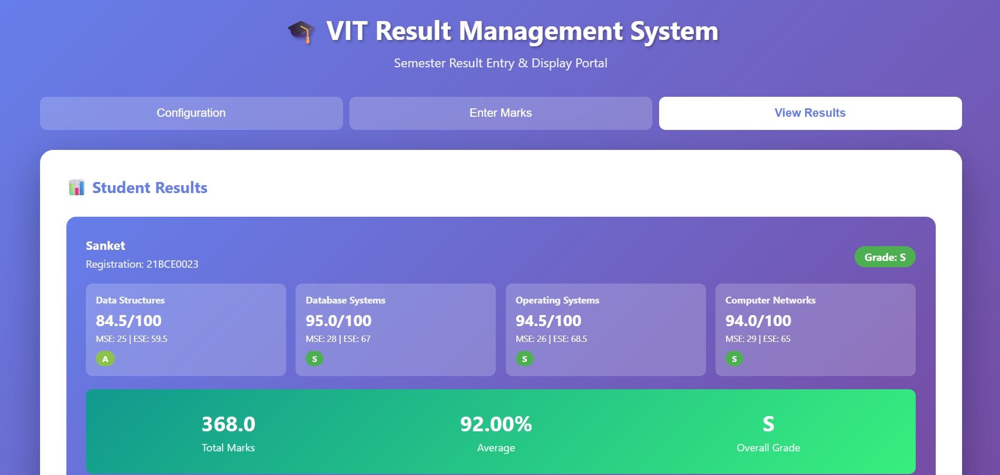 VIT Result Management System
Semester Result Entry & Display Portal
Configuration
Enter Marks
View Results
Student Results
Sanket
Registration: 21BCE0023
Grade: S
Data Structures
84.5/100
MSE: 25 | ESE: 59.5
A
Database Systems
95.0/100
MSE: 28 | ESE: 67
S
Operating Systems
94.5/100
MSE: 26 | ESE: 68.5
S
Computer Networks
94.0/100
MSE: 29 | ESE: 65
S
368.0
Total Marks
92.00%
Average
S
Overall Grade